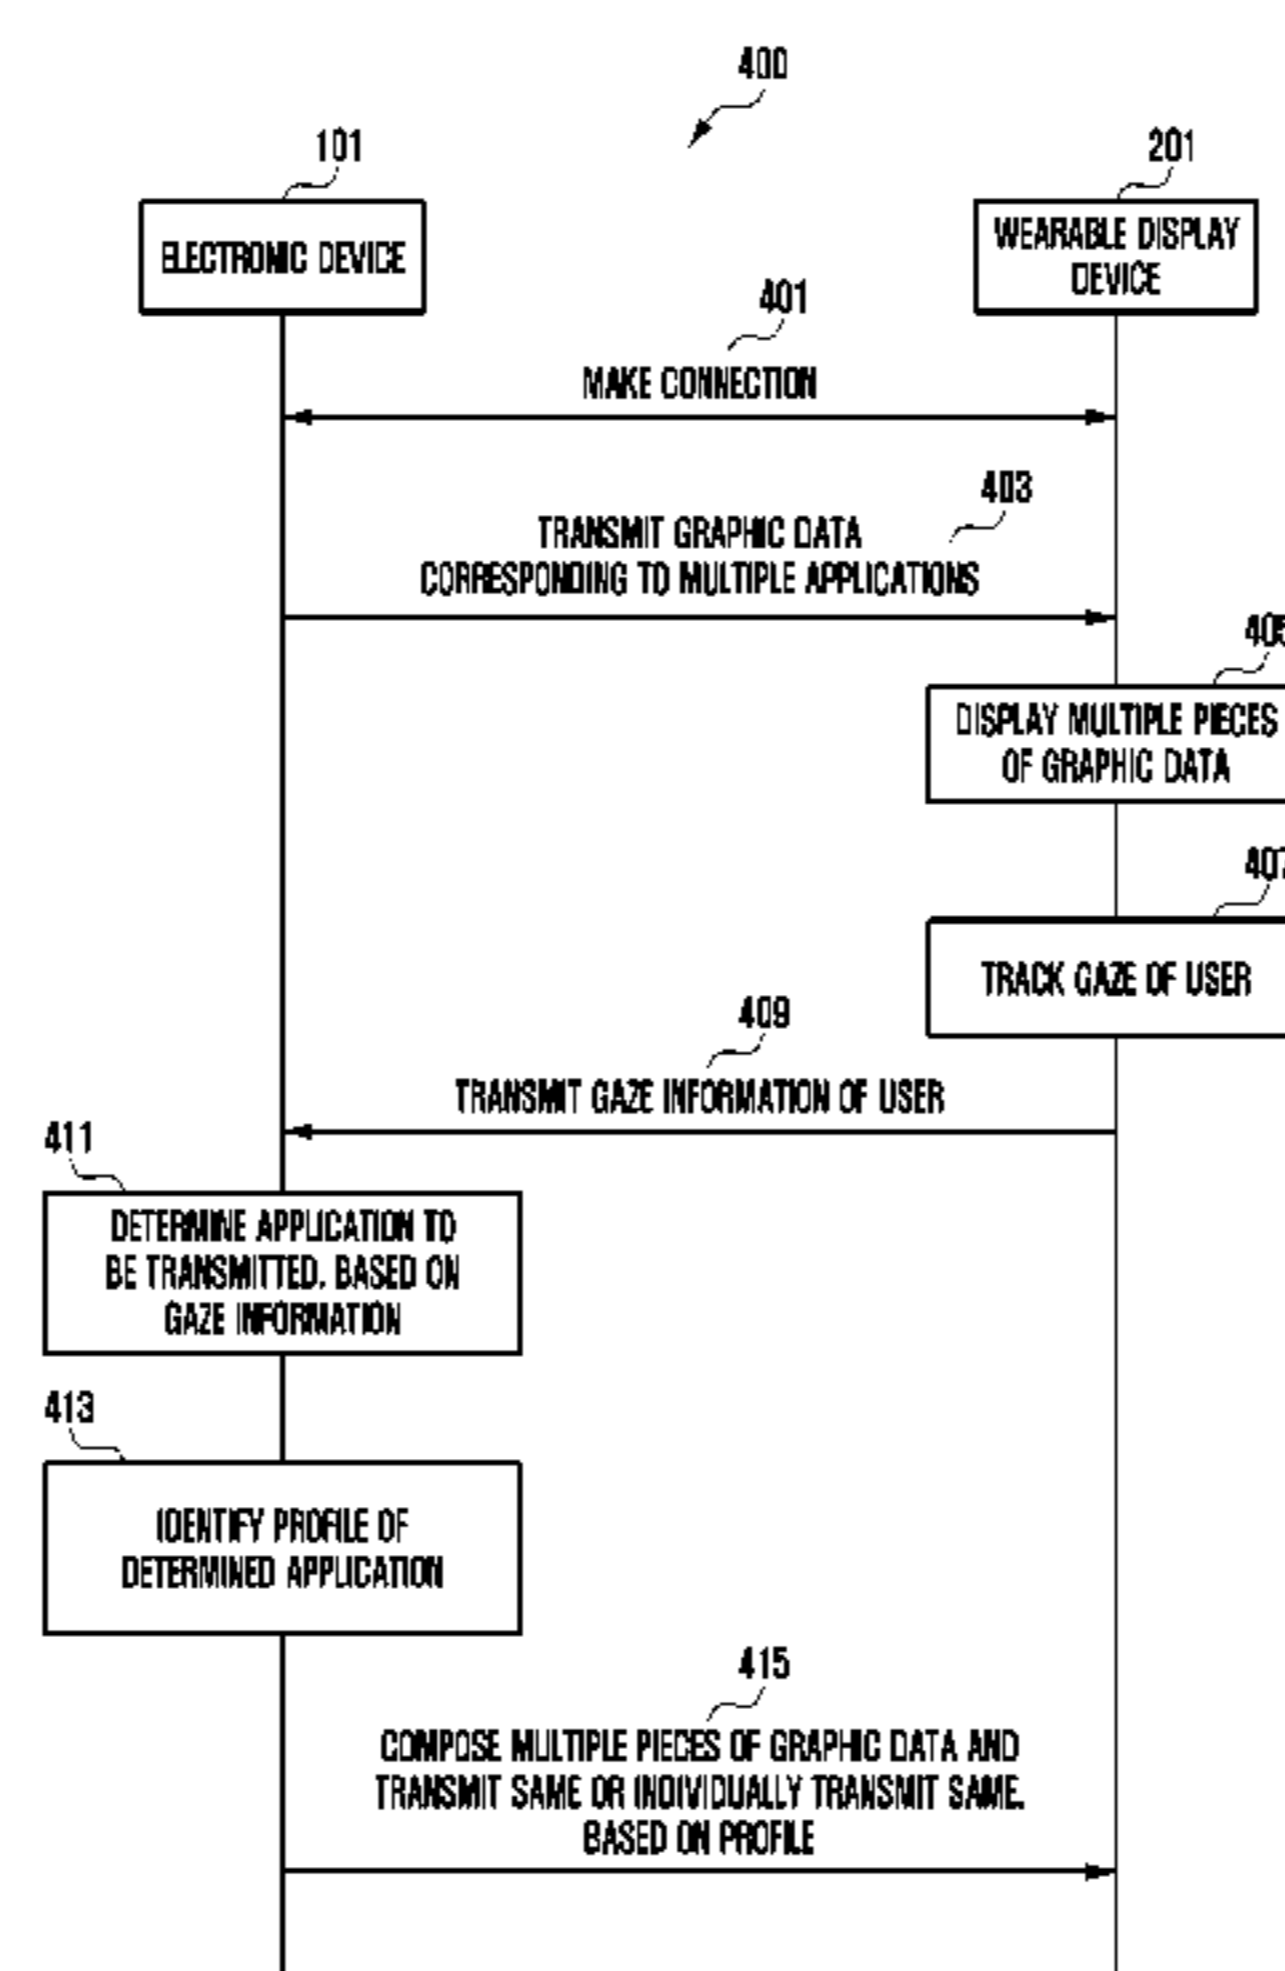 400
101
201
ELECTRONIC DEVICE
WEARABLE DISPLAY
DEVICE
401
MAKE CONNECTION
403
TRANSMIT GRAPHIC DATA
CORRESPONDING TO MULTIPLE APPLICATIONS
405
DISPLAY MULTIPLE PIECES
OF GRAPHIC DATA
407
TRACK GAZE OF USER
409
TRANSMIT GAZE INFORMATION OF USER
411
DETERMINE APPLICATION TO
BE TRANSMITTED, BASED ON
GAZE INFORMATION
413
IDENTIFY PROFILE OF
DETERMINED APPLICATION
415
COMPOSE MULTIPLE PIECES OF GRAPHIC DATA AND
TRANSMIT SAME OR INDIVIDUALLY TRANSMIT SAME,
BASED ON PROFILE